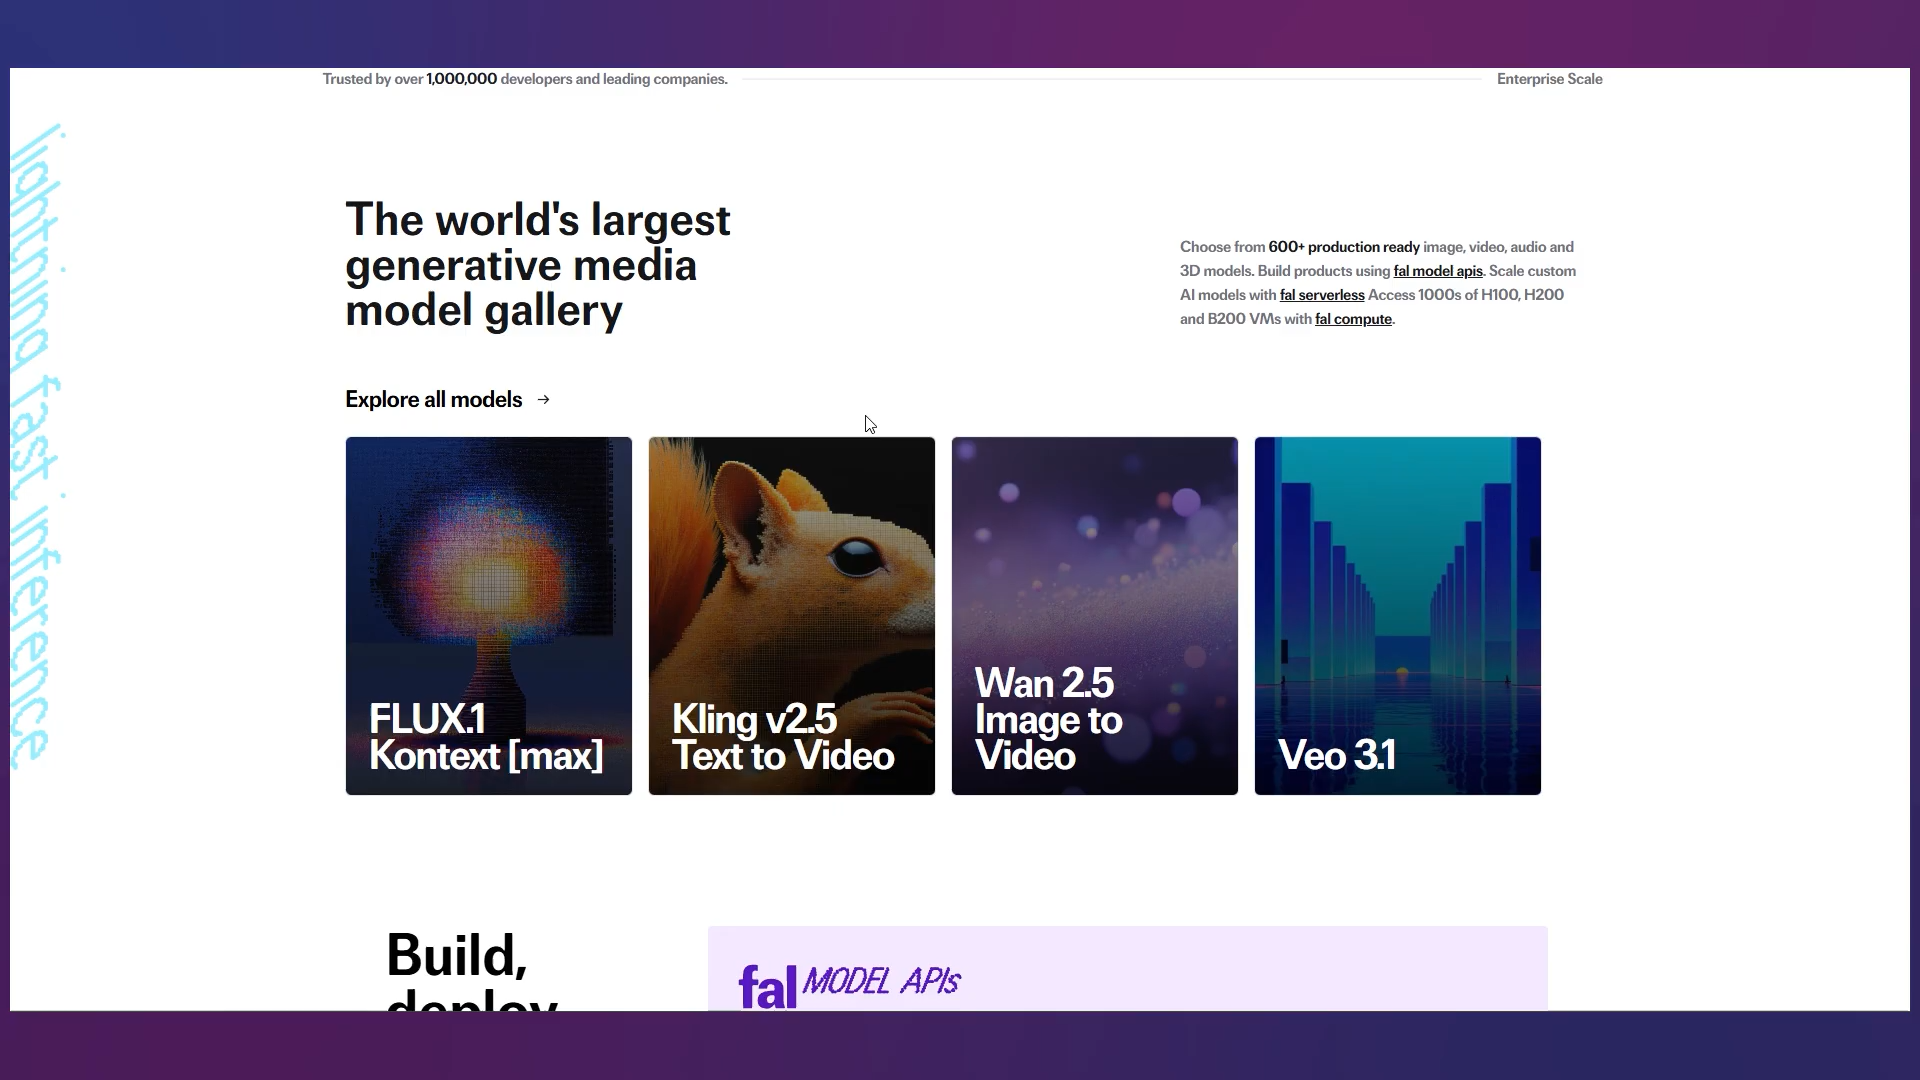 Trusted by over 1,000,000 developers and leading companies.
Enterprise Scale
lightning fast inference
The world's largest
generative media
model gallery
Choose from 600+ production ready image, video, audio and
3D models. Build products using fal model apis. Scale custom
AI models with fal serverless Access 1000s of H100, H200
and B200 VMs with fal compute.
Explore all models →
FLUX.1
Kontext [max]
Kling v2.5
Text to Video
Wan 2.5
Image to
Video
Veo 3.1
Build,
deploy
fal MODEL APIs